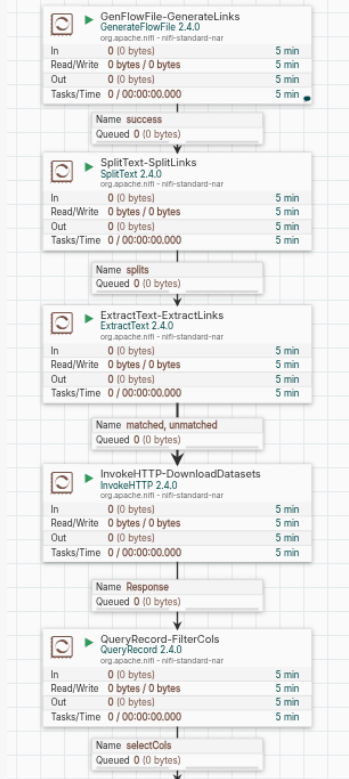 GenFlowFile-GenerateLinks
GenerateFlowFile 2.4.0
org.apache.nifi - nifi-standard-nar
In 0 (0 bytes) 5 min
Read/Write 0 bytes / 0 bytes 5 min
Out 0 (0 bytes) 5 min
Tasks/Time 0 / 00:00:00.000 5 min
Name success
Queued 0 (0 bytes)
SplitText-SplitLinks
SplitText 2.4.0
org.apache.nifi - nifi-standard-nar
In 0 (0 bytes) 5 min
Read/Write 0 bytes / 0 bytes 5 min
Out 0 (0 bytes) 5 min
Tasks/Time 0 / 00:00:00.000 5 min
Name splits
Queued 0 (0 bytes)
ExtractText-ExtractLinks
ExtractText 2.4.0
org.apache.nifi - nifi-standard-nar
In 0 (0 bytes) 5 min
Read/Write 0 bytes / 0 bytes 5 min
Out 0 (0 bytes) 5 min
Tasks/Time 0 / 00:00:00.000 5 min
Name matched, unmatched
Queued 0 (0 bytes)
InvokeHTTP-DownloadDatasets
InvokeHTTP 2.4.0
org.apache.nifi - nifi-standard-nar
In 0 (0 bytes) 5 min
Read/Write 0 bytes / 0 bytes 5 min
Out 0 (0 bytes) 5 min
Tasks/Time 0 / 00:00:00.000 5 min
Name Response
Queued 0 (0 bytes)
QueryRecord-FilterCols
QueryRecord 2.4.0
org.apache.nifi - nifi-standard-nar
In 0 (0 bytes) 5 min
Read/Write 0 bytes / 0 bytes 5 min
Out 0 (0 bytes) 5 min
Tasks/Time 0 / 00:00:00.000 5 min
Name selectCols
Queued 0 (0 bytes)